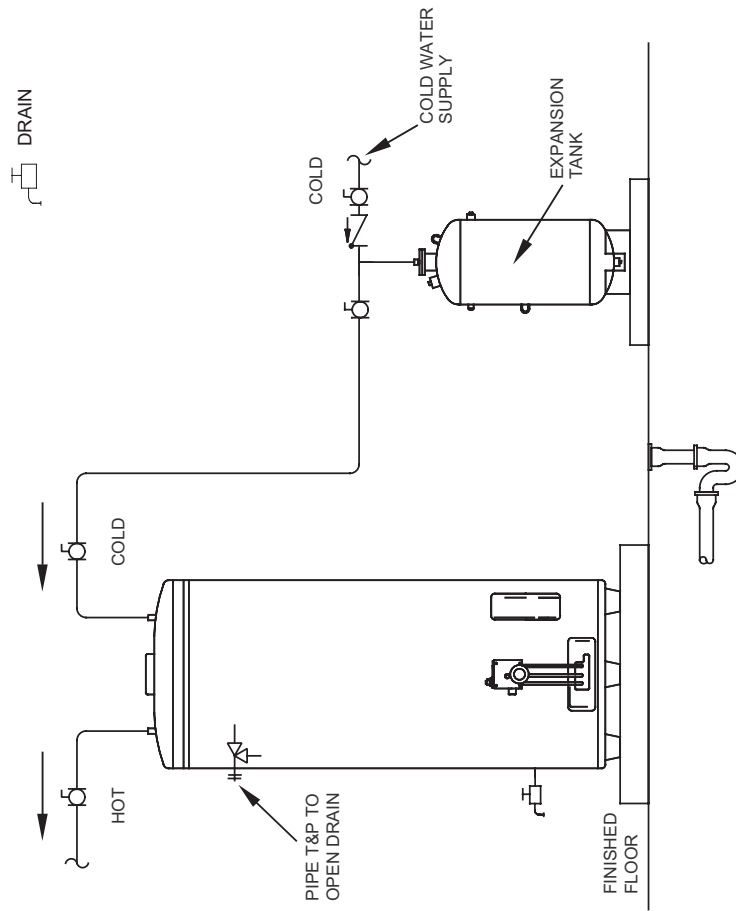 DRAIN
COLD WATER
SUPPLY
COLD
EXPANSION
TANK
COLD
HOT
PIPE T&P TO
OPEN DRAIN
FINISHED
FLOOR